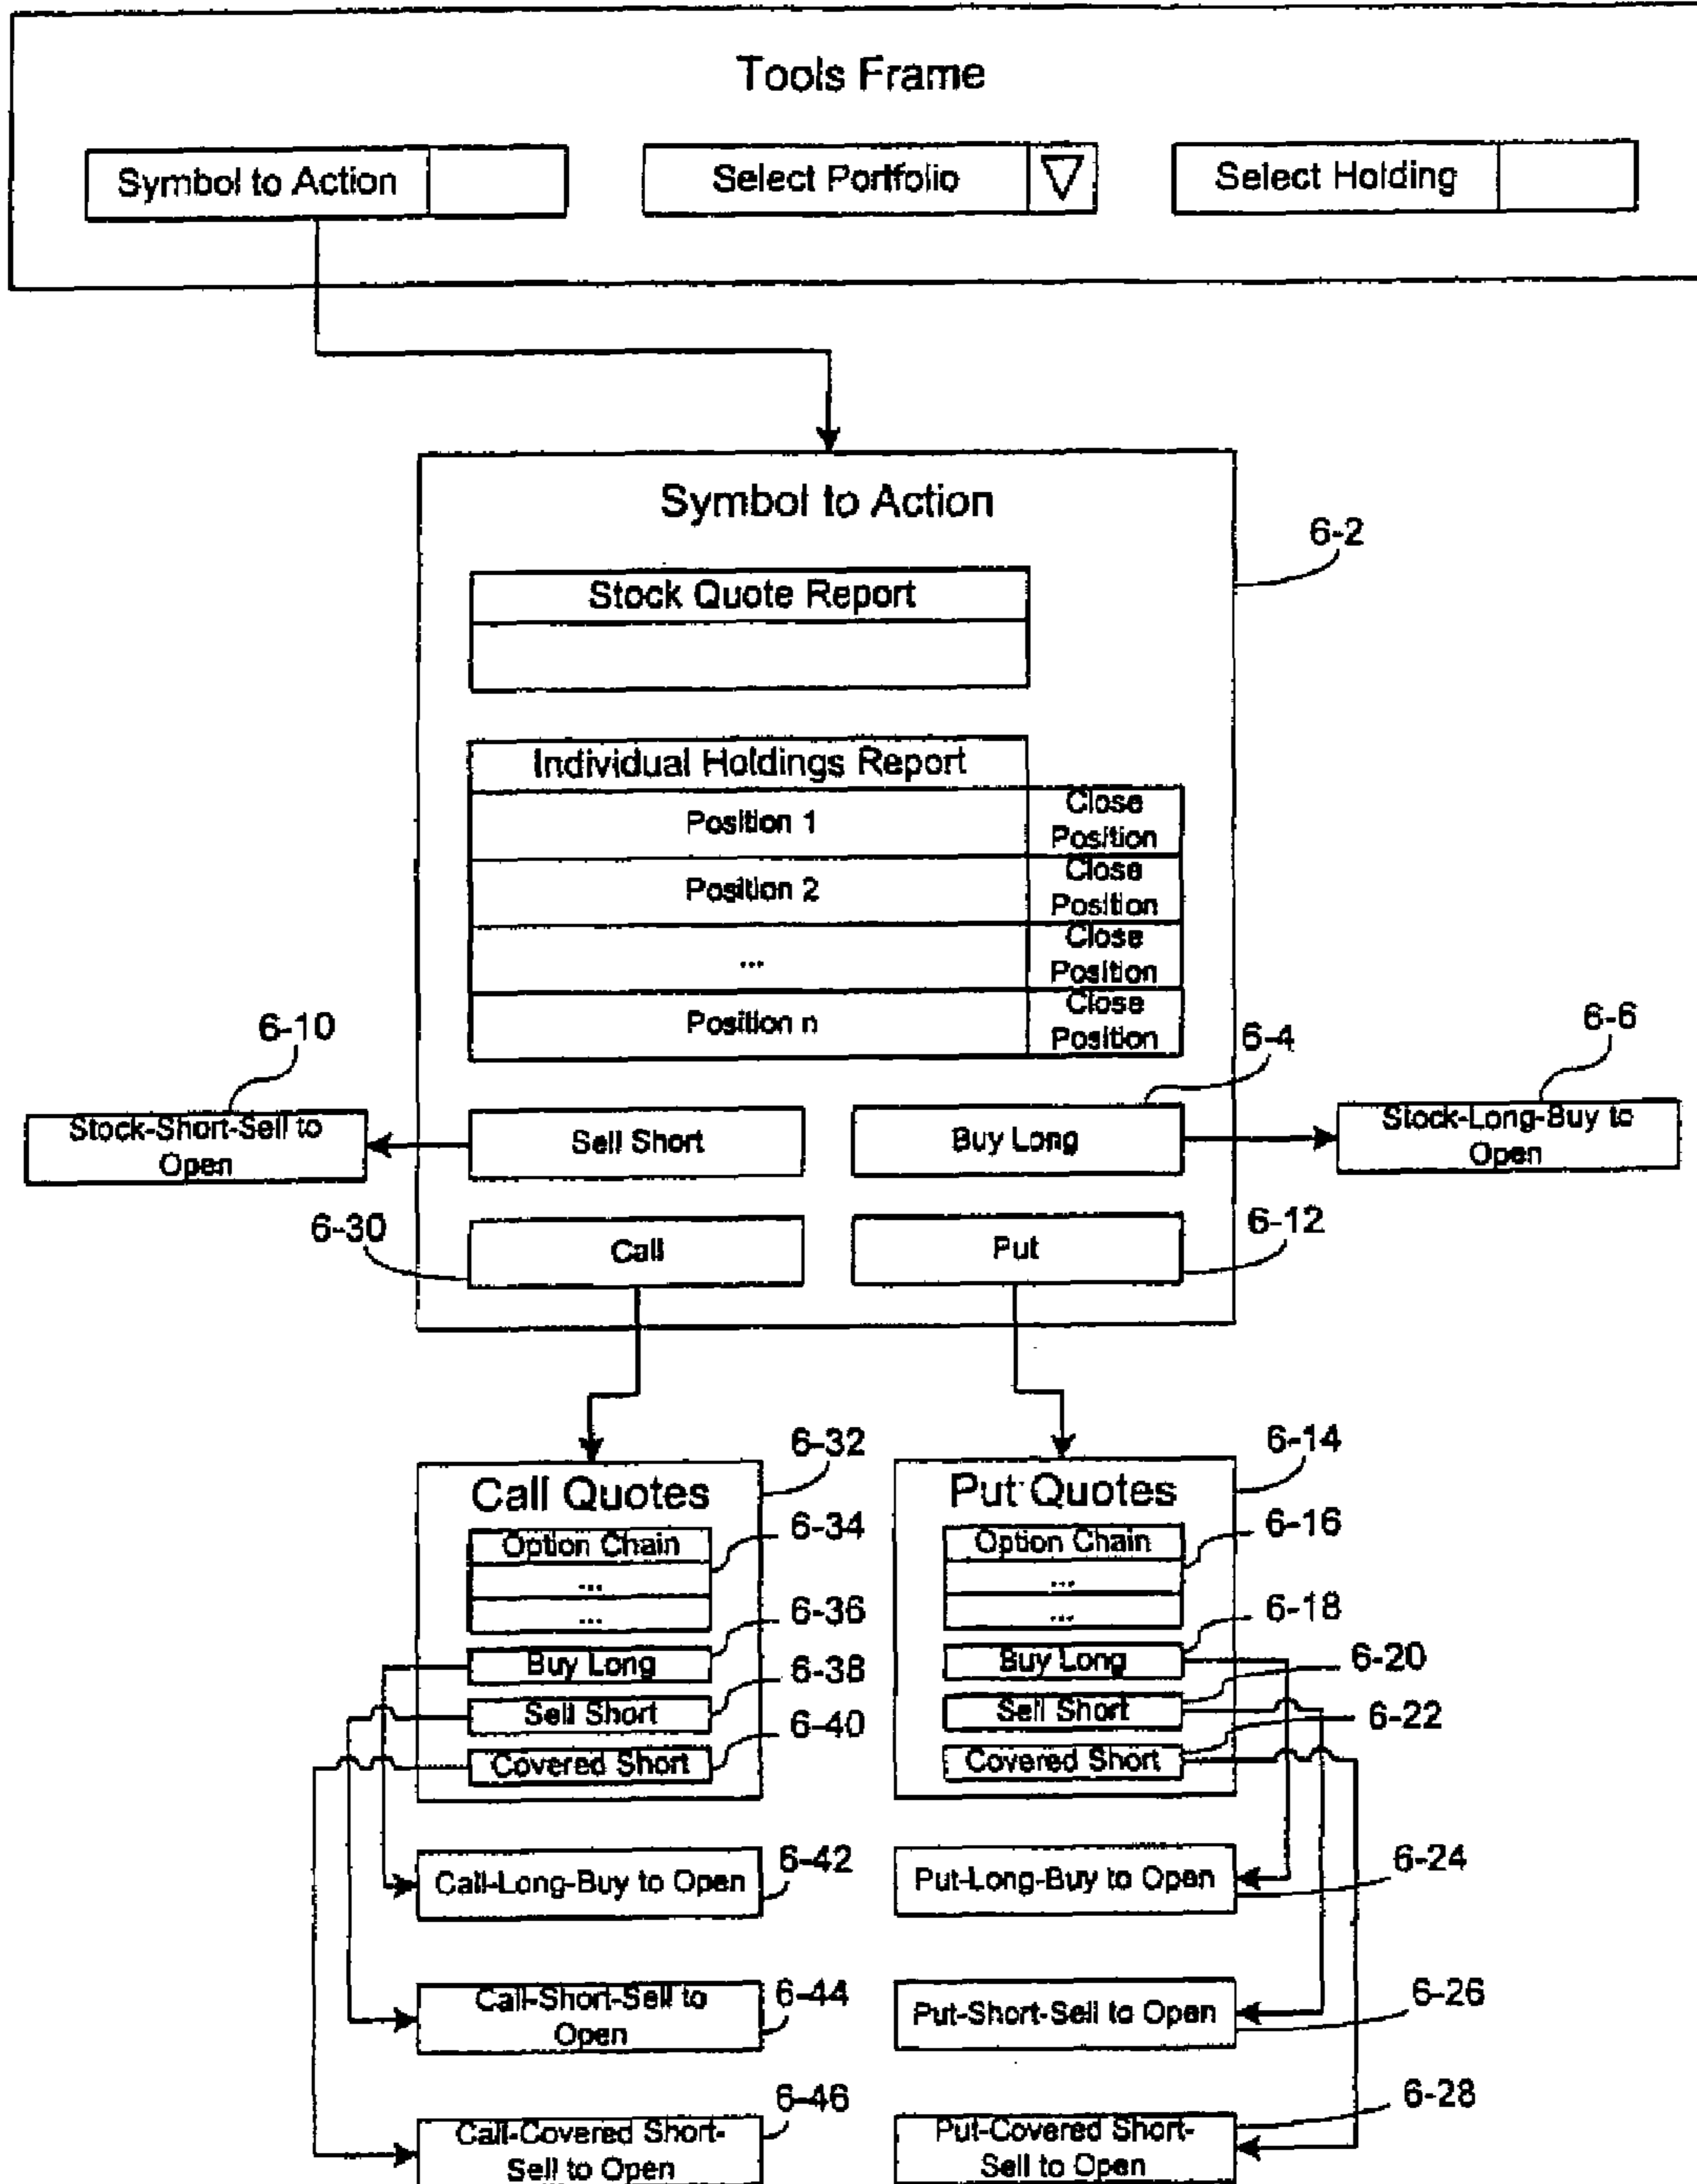 Tools Frame
Symbol to Action
Select Portfolio
Select Holding
Symbol to Action
6-2
Stock Quote Report
Individual Holdings Report
Position 1
Close
Position
Position 2
Close
Position
...
Close
Position
Position n
Close
Position
6-10
6-4
6-6
Stock-Short-Sell to
Open
Sell Short
Buy Long
Stock-Long-Buy to
Open
6-30
Call
Put
6-12
6-32
6-14
Call Quotes
Put Quotes
Option Chain
6-34
Option Chain
6-16
...
...
...
...
6-36
6-18
Buy Long
Buy Long
6-38
6-20
Sell Short
Sell Short
6-40
6-22
Covered Short
Covered Short
6-42
6-24
Call-Long-Buy to Open
Put-Long-Buy to Open
6-44
6-26
Call-Short-Sell to
Open
Put-Short-Sell to Open
6-46
6-28
Call-Covered Short-
Sell to Open
Put-Covered Short-
Sell to Open